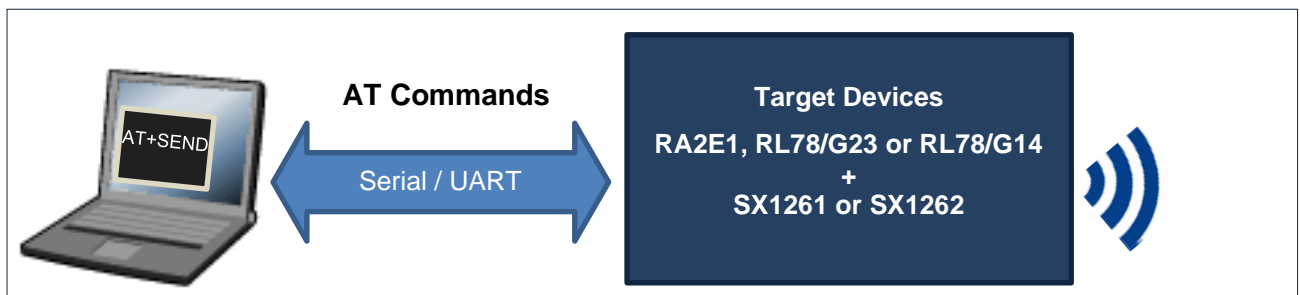 AT+SEND
AT Commands
Serial / UART
Target Devices
RA2E1, RL78/G23 or RL78/G14
+
SX1261 or SX1262